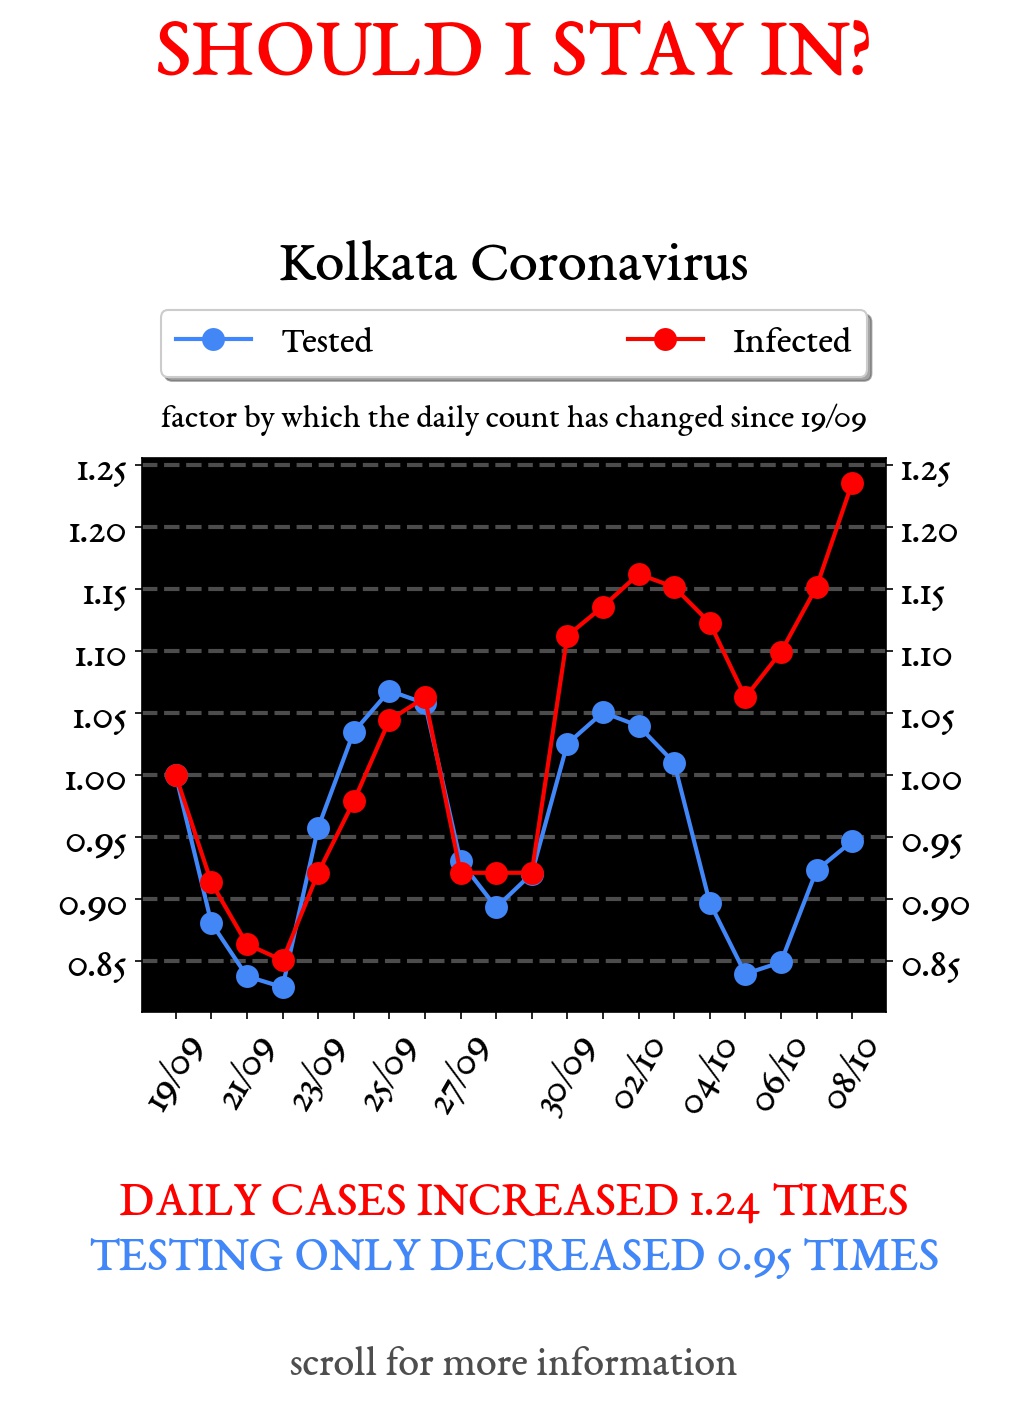 SHOULD I STAY IN?
Kolkata Coronavirus
Tested Infected
factor by which the daily count has changed since 19/09
1.25 1.25
1.20 1.20
1.15 1.15
1.10 1.10
1.05 1.05
1.00 1.00
0.95 0.95
0.90 0.90
0.85 0.85
19/09 21/09 23/09 25/09 27/09 30/09 02/10 04/10 06/10 08/10
DAILY CASES INCREASED 1.24 TIMES
TESTING ONLY DECREASED 0.95 TIMES
scroll for more information